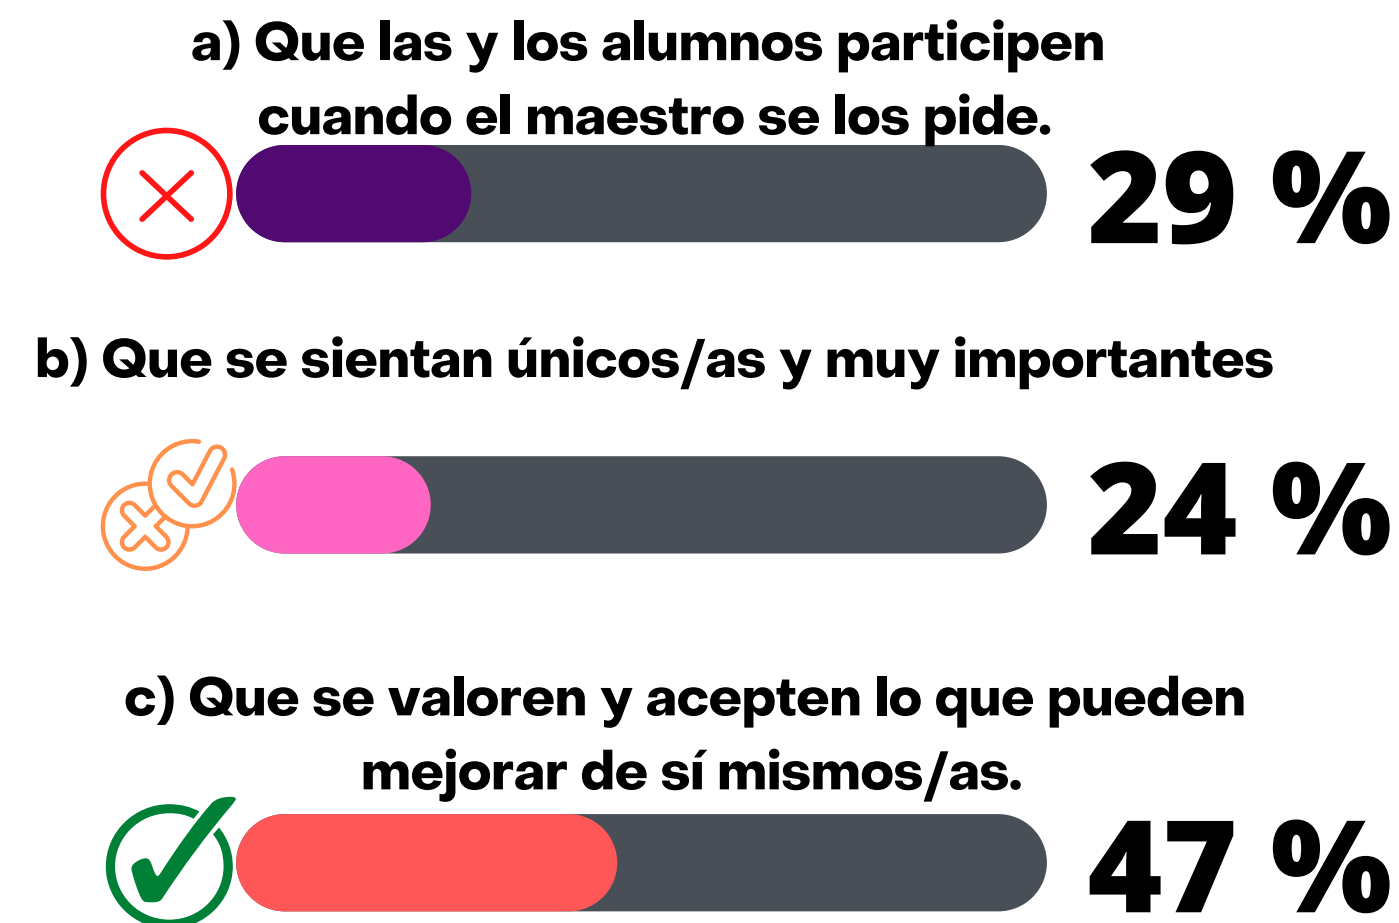 a) Que las y los alumnos participen
cuando el maestro se los pide.
29 %
b) Que se sientan únicos/as y muy importantes
24 %
c) Que se valoren y acepten lo que pueden
mejorar de sí mismos/as.
47 %